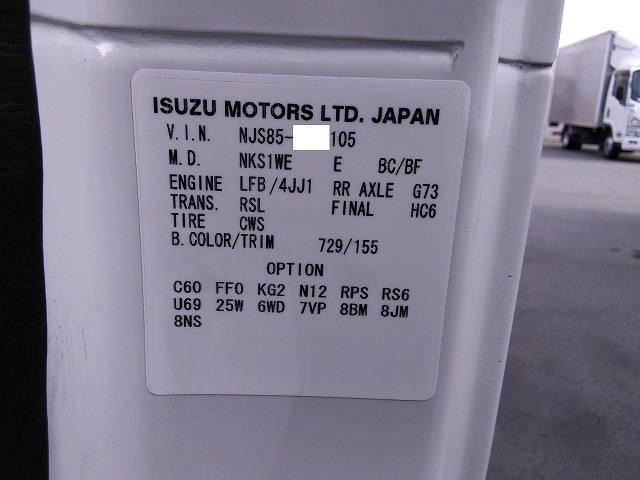 ISUZU MOTORS LTD. JAPAN
V.I.N. NJS85- 105
M.D. NKS1WE E BC/BF
ENGINE LFB/4JJ1 RR AXLE G73
TRANS. RSL FINAL HC6
TIRE CWS
B.COLOR/TRIM 729/155
OPTION
C60 FF0 KG2 N12 RPS RS6
U69 25W 6WD 7VP 8BM 8JM
8NS